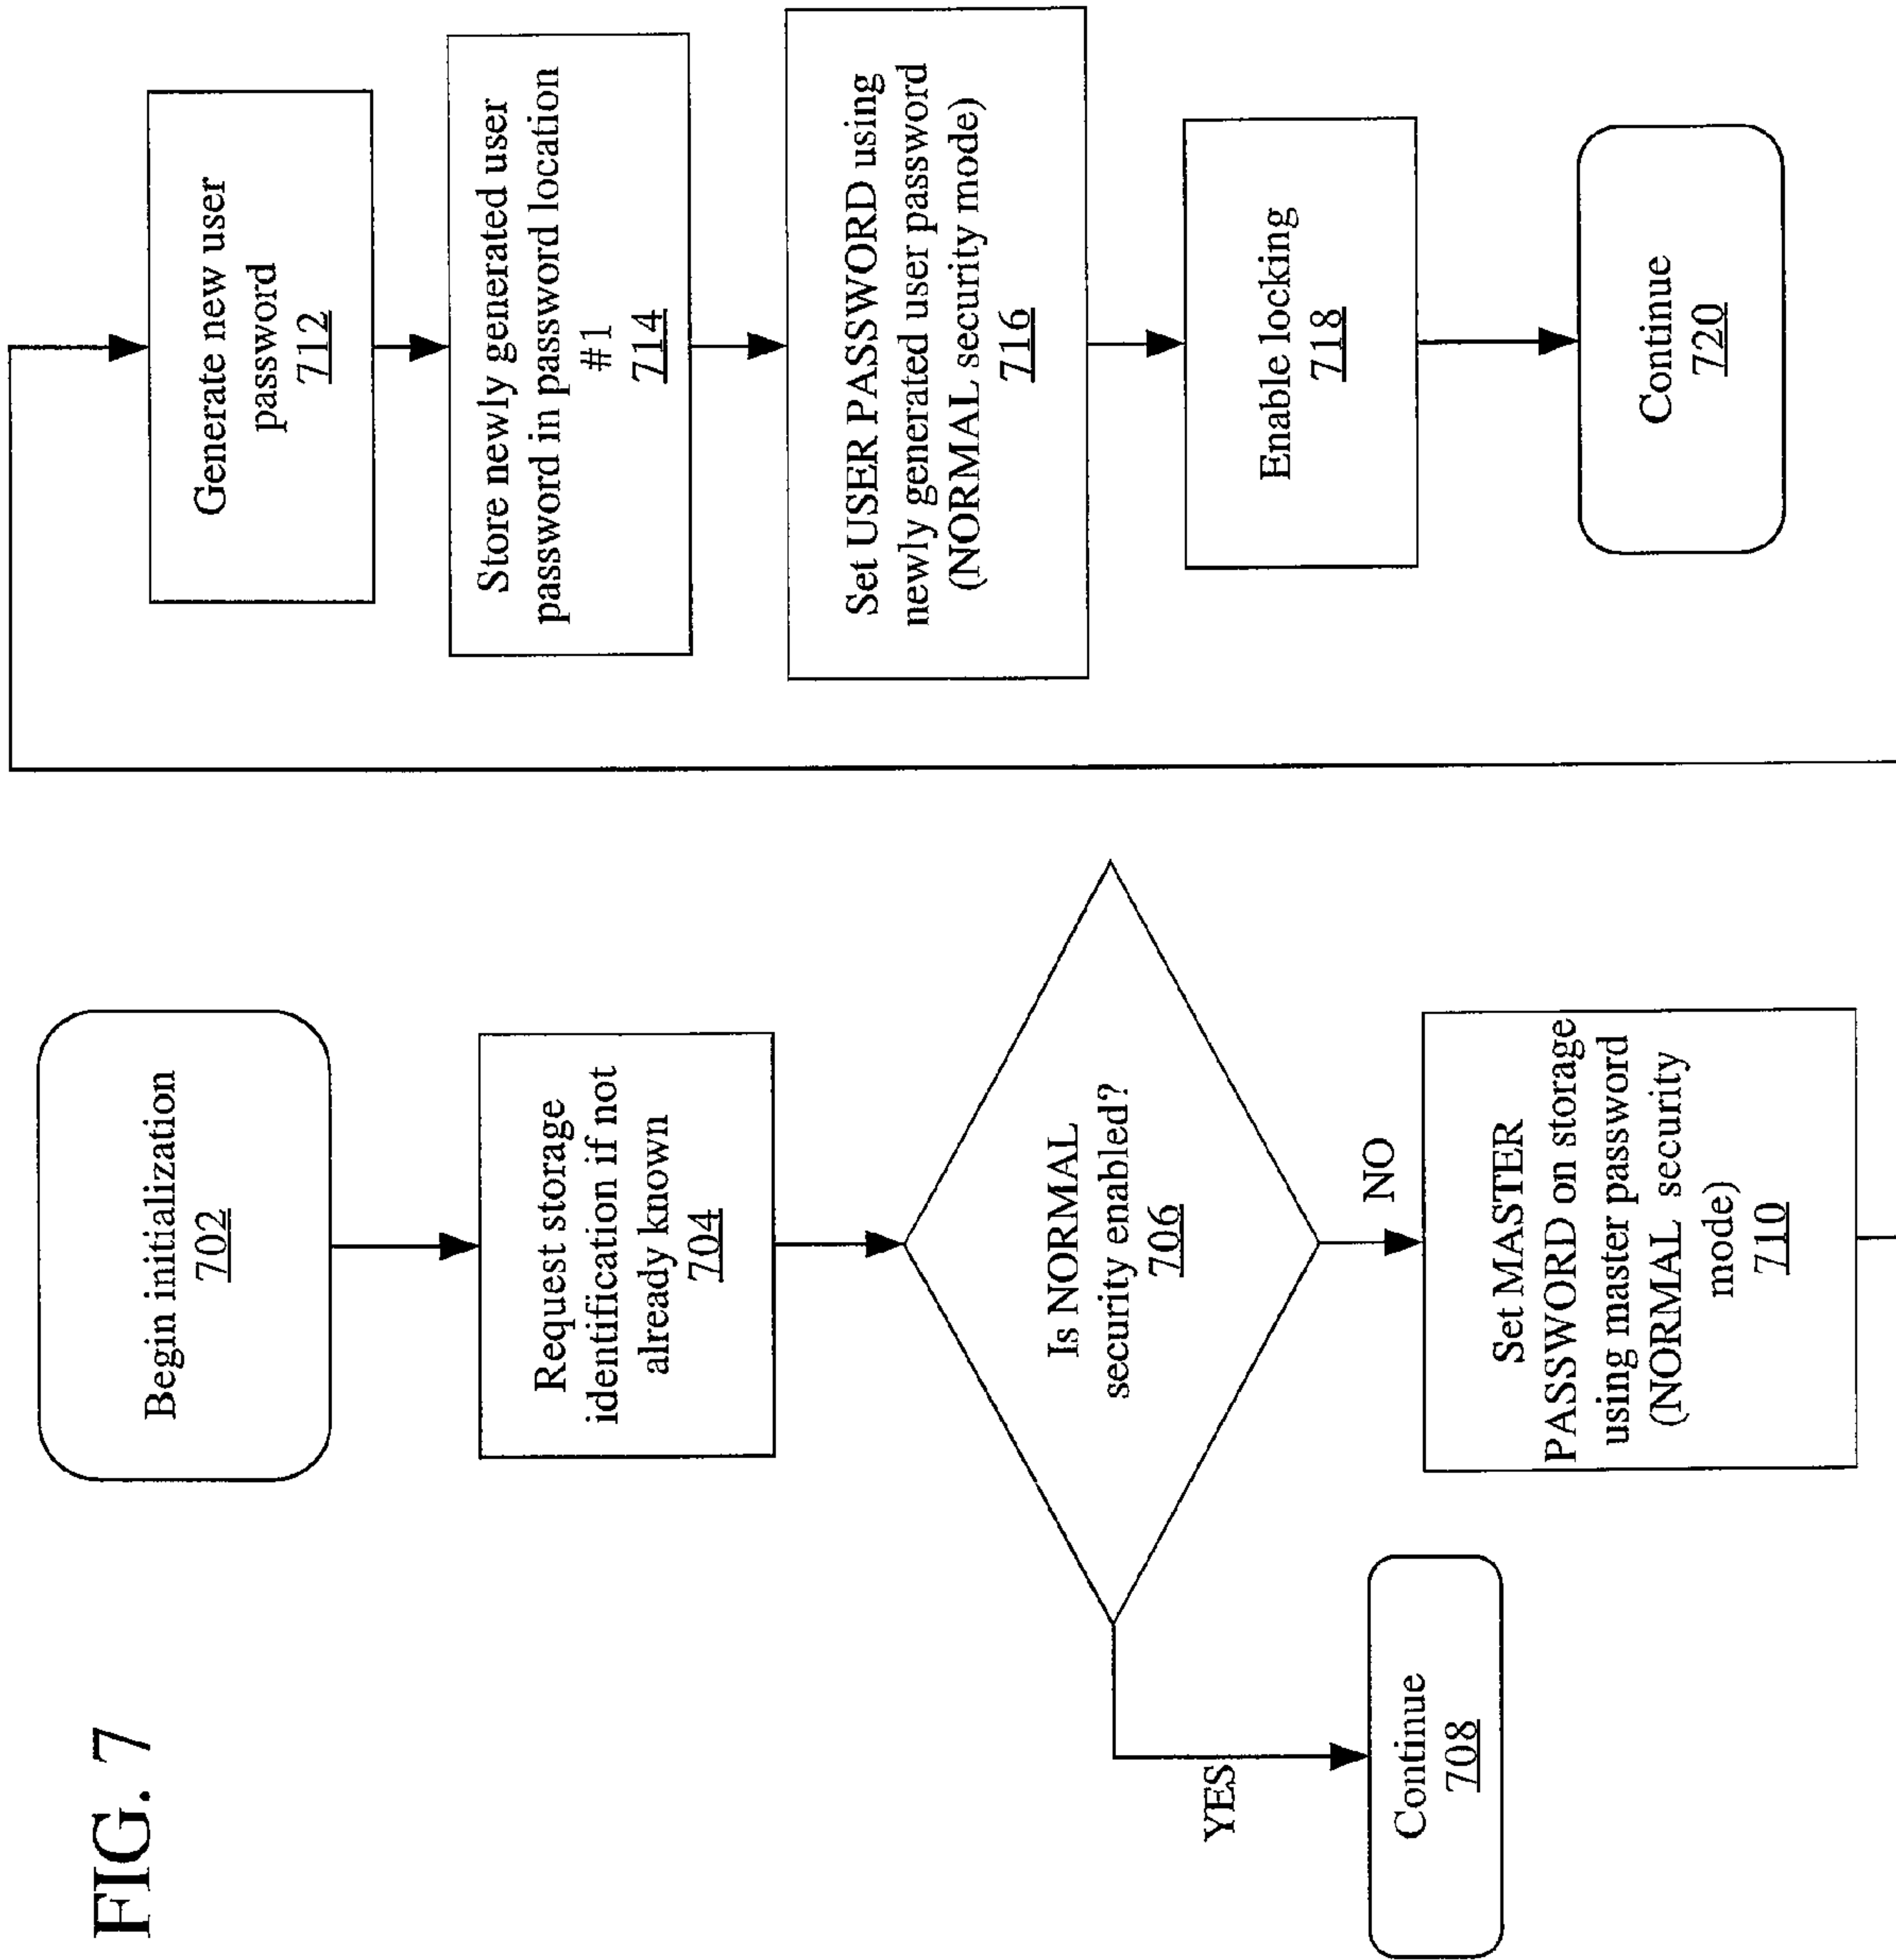 FIG. 7
Begin initialization
702
Request storage
identification if not
already known
704
Is NORMAL
security enabled?
706
YES
Continue
708
NO
Set MASTER
PASSWORD on storage
using master password
(NORMAL security
mode)
710
Generate new user
password
712
Store newly generated user
password in password location
#1
714
Set USER PASSWORD using
newly generated user password
(NORMAL security mode)
716
Enable locking
718
Continue
720